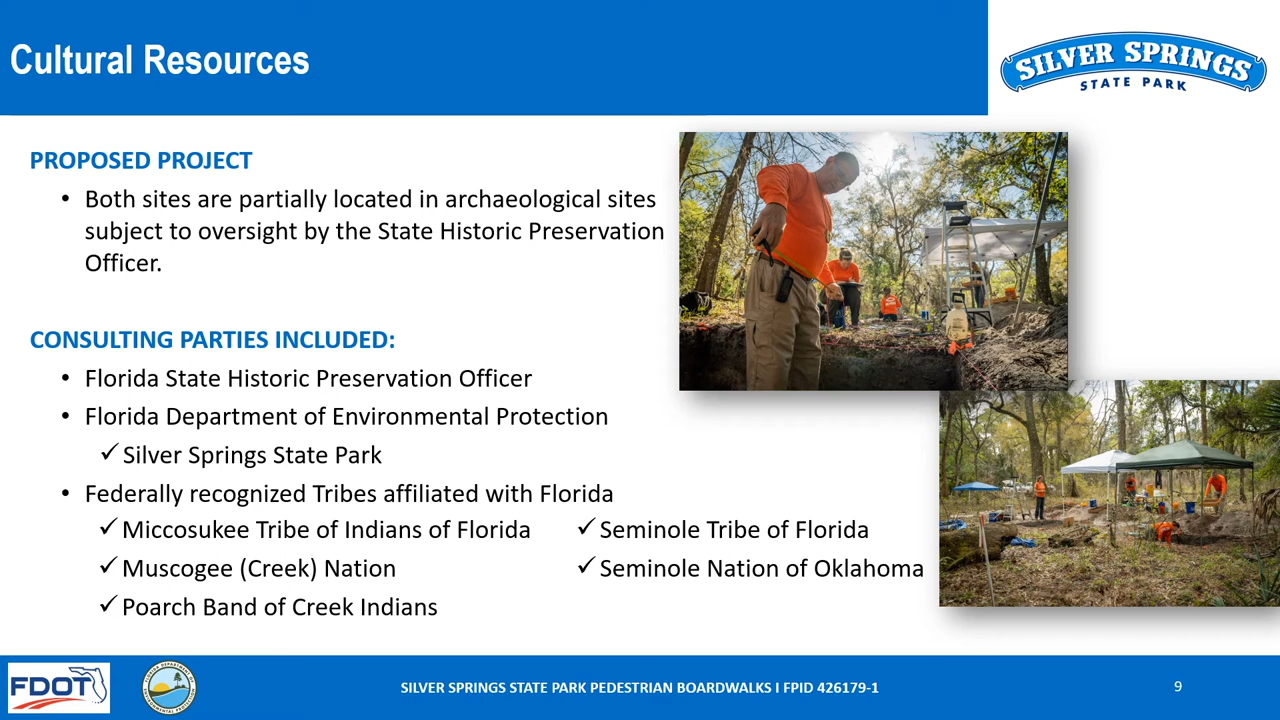 Cultural Resources
SILVER SPRINGS
STATE PARK
PROPOSED PROJECT
• Both sites are partially located in archaeological sites
subject to oversight by the State Historic Preservation
Officer.
CONSULTING PARTIES INCLUDED:
• Florida State Historic Preservation Officer
• Florida Department of Environmental Protection
✓ Silver Springs State Park
• Federally recognized Tribes affiliated with Florida
✓ Miccosukee Tribe of Indians of Florida
✓ Muscogee (Creek) Nation
✓ Poarch Band of Creek Indians
✓ Seminole Tribe of Florida
✓ Seminole Nation of Oklahoma
FDOT
SILVER SPRINGS STATE PARK PEDESTRIAN BOARDWALKS I FPID 426179-1
9